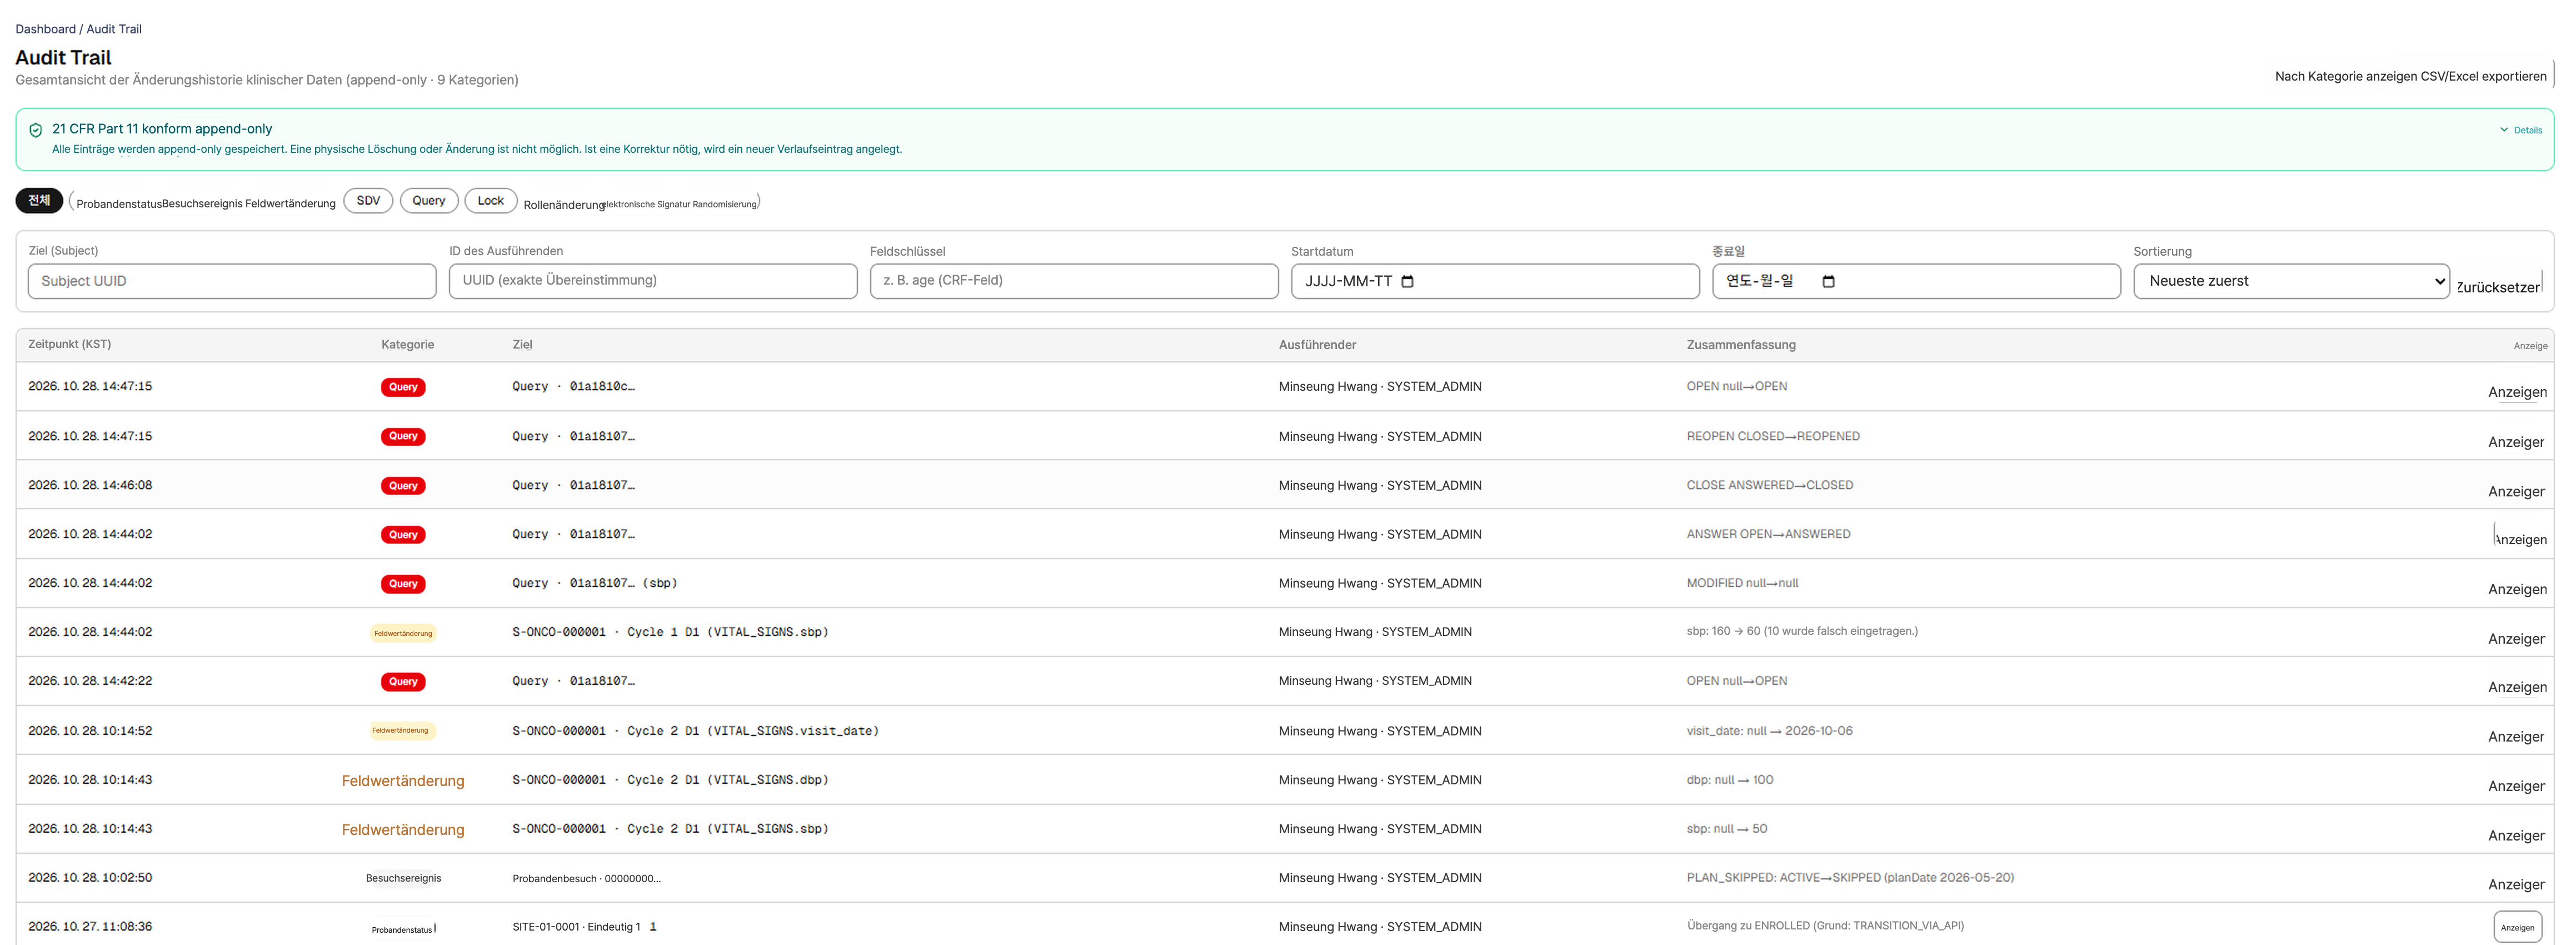 Dashboard / Audit Trail
Audit Trail
Gesamtansicht der Änderungshistorie klinischer Daten (append-only · 9 Kategorien)
Nach Kategorie anzeigen CSV/Excel exportieren
21 CFR Part 11 konform append-only
Details
Alle Einträge werden append-only gespeichert. Eine physische Löschung oder Änderung ist nicht möglich. Ist eine Korrektur nötig, wird ein neuer Verlaufseintrag angelegt.
전체 ProbandenstatusBesuchsereignis Feldwertänderung SDV Query Lock Rollenänderung elektronische Signatur Randomisierung
Ziel (Subject) ID des Ausführenden Feldschlüssel Startdatum 종료일 Sortierung
Subject UUID UUID (exakte Übereinstimmung) z. B. age (CRF-Feld) JJJJ-MM-TT 연도-월-일 Neueste zuerst Zurücksetzer
Zeitpunkt (KST) Kategorie Ziel Ausführender Zusammenfassung Anzeige
2026. 10. 28. 14:47:15 Query Query · 01a1810c… Minseung Hwang · SYSTEM_ADMIN OPEN null→OPEN Anzeigen
2026. 10. 28. 14:47:15 Query Query · 01a18107… Minseung Hwang · SYSTEM_ADMIN REOPEN CLOSED→REOPENED Anzeiger
2026. 10. 28. 14:46:08 Query Query · 01a18107… Minseung Hwang · SYSTEM_ADMIN CLOSE ANSWERED→CLOSED Anzeiger
2026. 10. 28. 14:44:02 Query Query · 01a18107… Minseung Hwang · SYSTEM_ADMIN ANSWER OPEN→ANSWERED Anzeigen
2026. 10. 28. 14:44:02 Query Query · 01a18107… (sbp) Minseung Hwang · SYSTEM_ADMIN MODIFIED null→null Anzeigen
2026. 10. 28. 14:44:02 Feldwertänderung S-ONCO-000001 · Cycle 1 D1 (VITAL_SIGNS.sbp) Minseung Hwang · SYSTEM_ADMIN sbp: 160 → 60 (10 wurde falsch eingetragen.) Anzeiger
2026. 10. 28. 14:42:22 Query Query · 01a18107… Minseung Hwang · SYSTEM_ADMIN OPEN null→OPEN Anzeigen
2026. 10. 28. 10:14:52 Feldwertänderung S-ONCO-000001 · Cycle 2 D1 (VITAL_SIGNS.visit_date) Minseung Hwang · SYSTEM_ADMIN visit_date: null → 2026-10-06 Anzeiger
2026. 10. 28. 10:14:43 Feldwertänderung S-ONCO-000001 · Cycle 2 D1 (VITAL_SIGNS.dbp) Minseung Hwang · SYSTEM_ADMIN dbp: null → 100 Anzeiger
2026. 10. 28. 10:14:43 Feldwertänderung S-ONCO-000001 · Cycle 2 D1 (VITAL_SIGNS.sbp) Minseung Hwang · SYSTEM_ADMIN sbp: null → 50 Anzeiger
2026. 10. 28. 10:02:50 Besuchsereignis Probandenbesuch · 00000000… Minseung Hwang · SYSTEM_ADMIN PLAN_SKIPPED: ACTIVE→SKIPPED (planDate 2026-05-20) Anzeiger
2026. 10. 27. 11:08:36 Probandenstatus SITE-01-0001 · Eindeutig 1 1 Minseung Hwang · SYSTEM_ADMIN Übergang zu ENROLLED (Grund: TRANSITION_VIA_API) Anzeigen